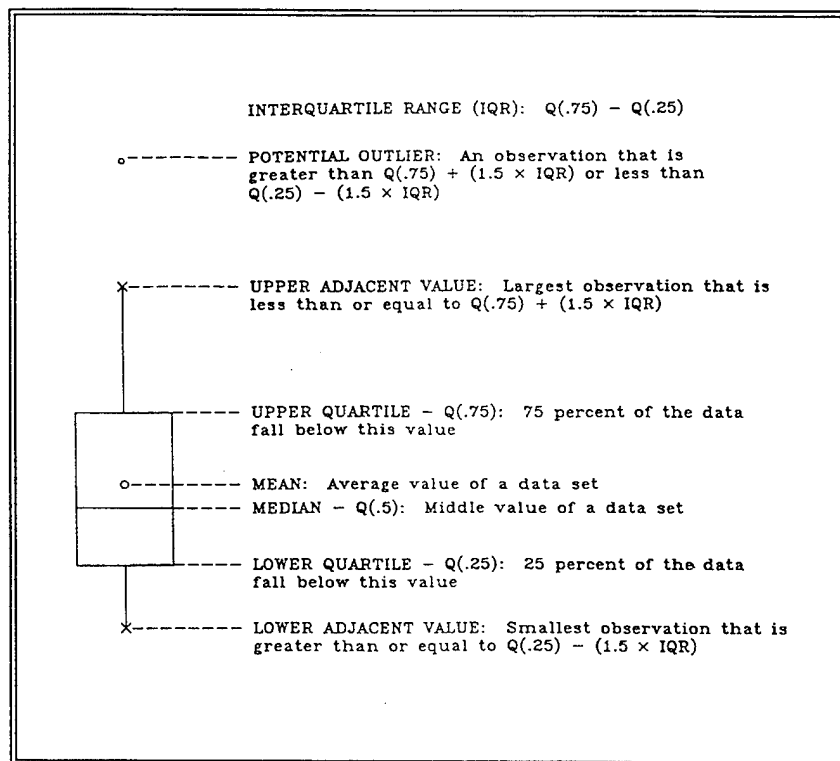 INTERQUARTILE RANGE (IQR): Q(.75) − Q(.25)
POTENTIAL OUTLIER: An observation that is
greater than Q(.75) + (1.5 × IQR) or less than
Q(.25) − (1.5 × IQR)
UPPER ADJACENT VALUE: Largest observation that is
less than or equal to Q(.75) + (1.5 × IQR)
UPPER QUARTILE − Q(.75): 75 percent of the data
fall below this value
MEAN: Average value of a data set
MEDIAN − Q(.5): Middle value of a data set
LOWER QUARTILE − Q(.25): 25 percent of the data
fall below this value
LOWER ADJACENT VALUE: Smallest observation that is
greater than or equal to Q(.25) − (1.5 × IQR)